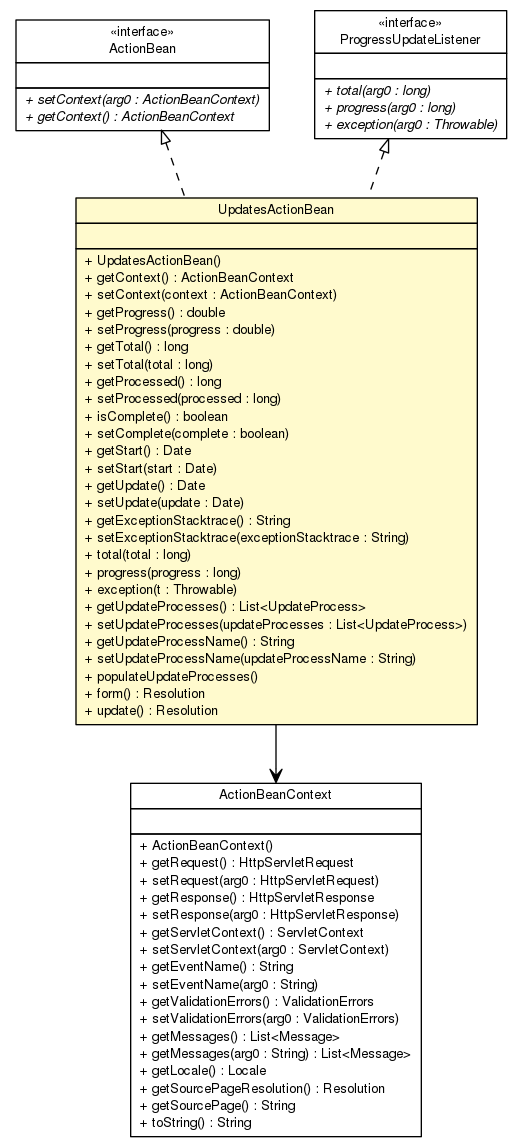 «interface»
ActionBean
+ setContext(arg0 : ActionBeanContext)
+ getContext() : ActionBeanContext
«interface»
ProgressUpdateListener
+ total(arg0 : long)
+ progress(arg0 : long)
+ exception(arg0 : Throwable)
UpdatesActionBean
+ UpdatesActionBean()
+ getContext() : ActionBeanContext
+ setContext(context : ActionBeanContext)
+ getProgress() : double
+ setProgress(progress : double)
+ getTotal() : long
+ setTotal(total : long)
+ getProcessed() : long
+ setProcessed(processed : long)
+ isComplete() : boolean
+ setComplete(complete : boolean)
+ getStart() : Date
+ setStart(start : Date)
+ getUpdate() : Date
+ setUpdate(update : Date)
+ getExceptionStacktrace() : String
+ setExceptionStacktrace(exceptionStacktrace : String)
+ total(total : long)
+ progress(progress : long)
+ exception(t : Throwable)
+ getUpdateProcesses() : List<UpdateProcess>
+ setUpdateProcesses(updateProcesses : List<UpdateProcess>)
+ getUpdateProcessName() : String
+ setUpdateProcessName(updateProcessName : String)
+ populateUpdateProcesses()
+ form() : Resolution
+ update() : Resolution
ActionBeanContext
+ ActionBeanContext()
+ getRequest() : HttpServletRequest
+ setRequest(arg0 : HttpServletRequest)
+ getResponse() : HttpServletResponse
+ setResponse(arg0 : HttpServletResponse)
+ getServletContext() : ServletContext
+ setServletContext(arg0 : ServletContext)
+ getEventName() : String
+ setEventName(arg0 : String)
+ getValidationErrors() : ValidationErrors
+ setValidationErrors(arg0 : ValidationErrors)
+ getMessages() : List<Message>
+ getMessages(arg0 : String) : List<Message>
+ getLocale() : Locale
+ getSourcePageResolution() : Resolution
+ getSourcePage() : String
+ toString() : String